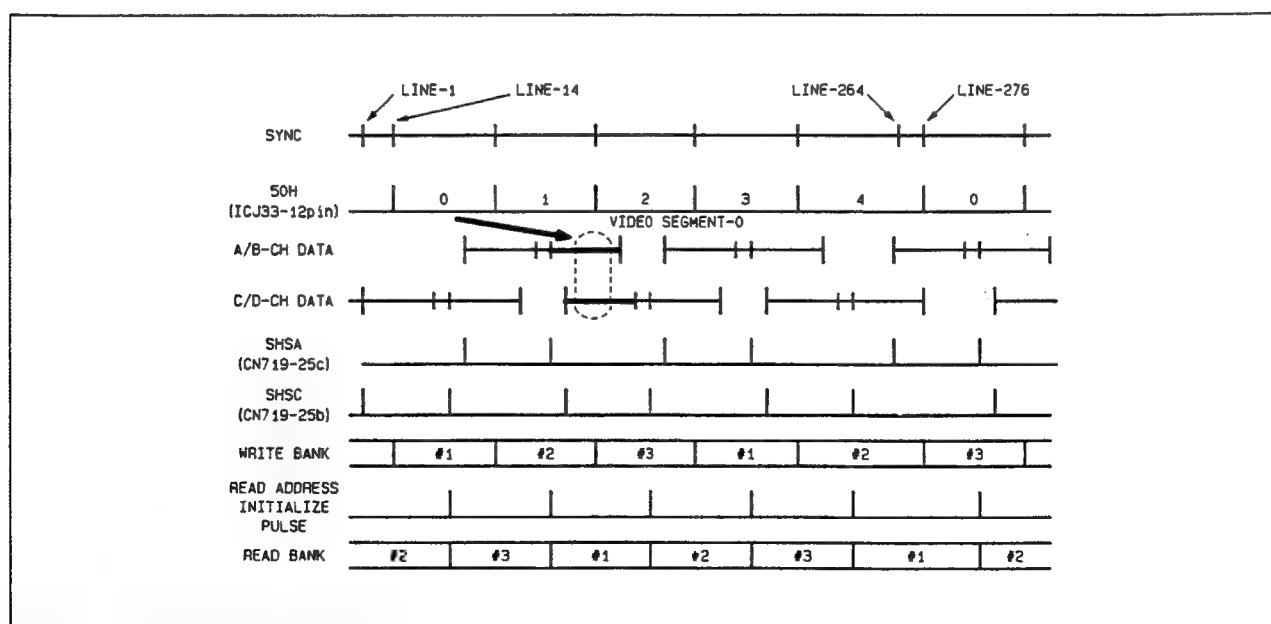 LINE-1
LINE-14
LINE-264
LINE-276
SYNC
50H
(ICJ33-12pin)
0 1 2 3 4 0
VIDEO SEGMENT-0
A/B-CH DATA
C/D-CH DATA
SHSA
(CN719-25c)
SHSC
(CN719-25b)
WRITE BANK #1 #2 #3 #1 #2 #3
READ ADDRESS
INITIALIZE
PULSE
READ BANK #2 #3 #1 #2 #3 #1 #2